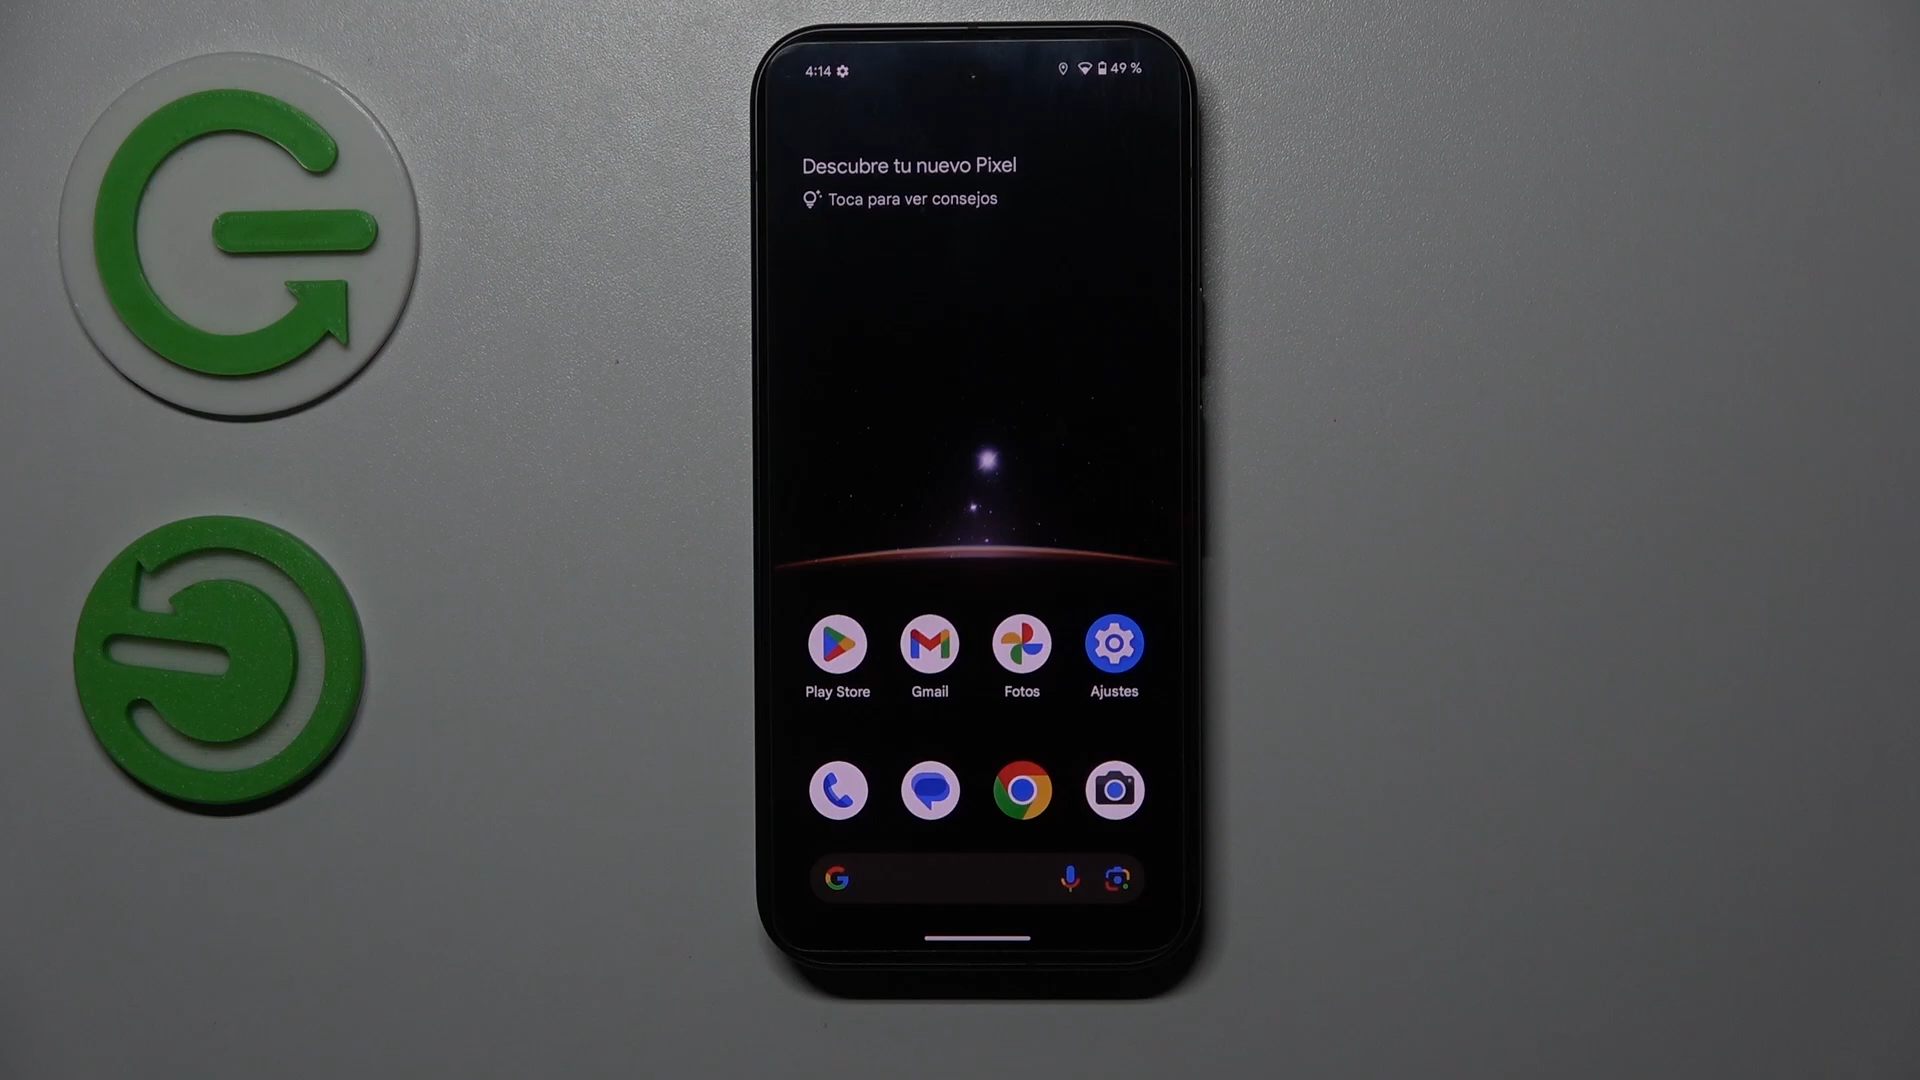 4:14
49 %
Descubre tu nuevo Pixel
Toca para ver consejos
Play Store
Gmail
Fotos
Ajustes